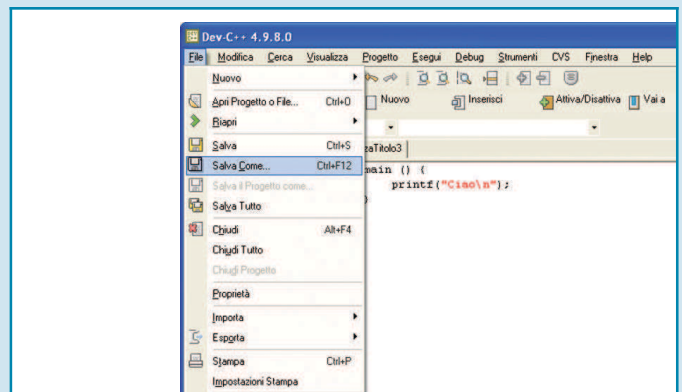 Dev-C++ 4.9.8.0
File Modifica Cerca Visualizza Progetto Esegui Debug Strumenti CVS Finestra Help
Nuovo
Nuovo Inserisci Attiva/Disattiva Vai a
Apri Progetto o File... Ctrl+O
Riapri
Salva Ctrl+S
zaTitolo3
Salva Come... Ctrl+F12
main () {
Salva il Progetto come...
printf("Ciao\n");
Salva Tutto
Chiudi Alt+F4
Chiudi Tutto
Chiudi Progetto
Proprietà
Importa
Esporta
Stampa Ctrl+P
Impostazioni Stampa